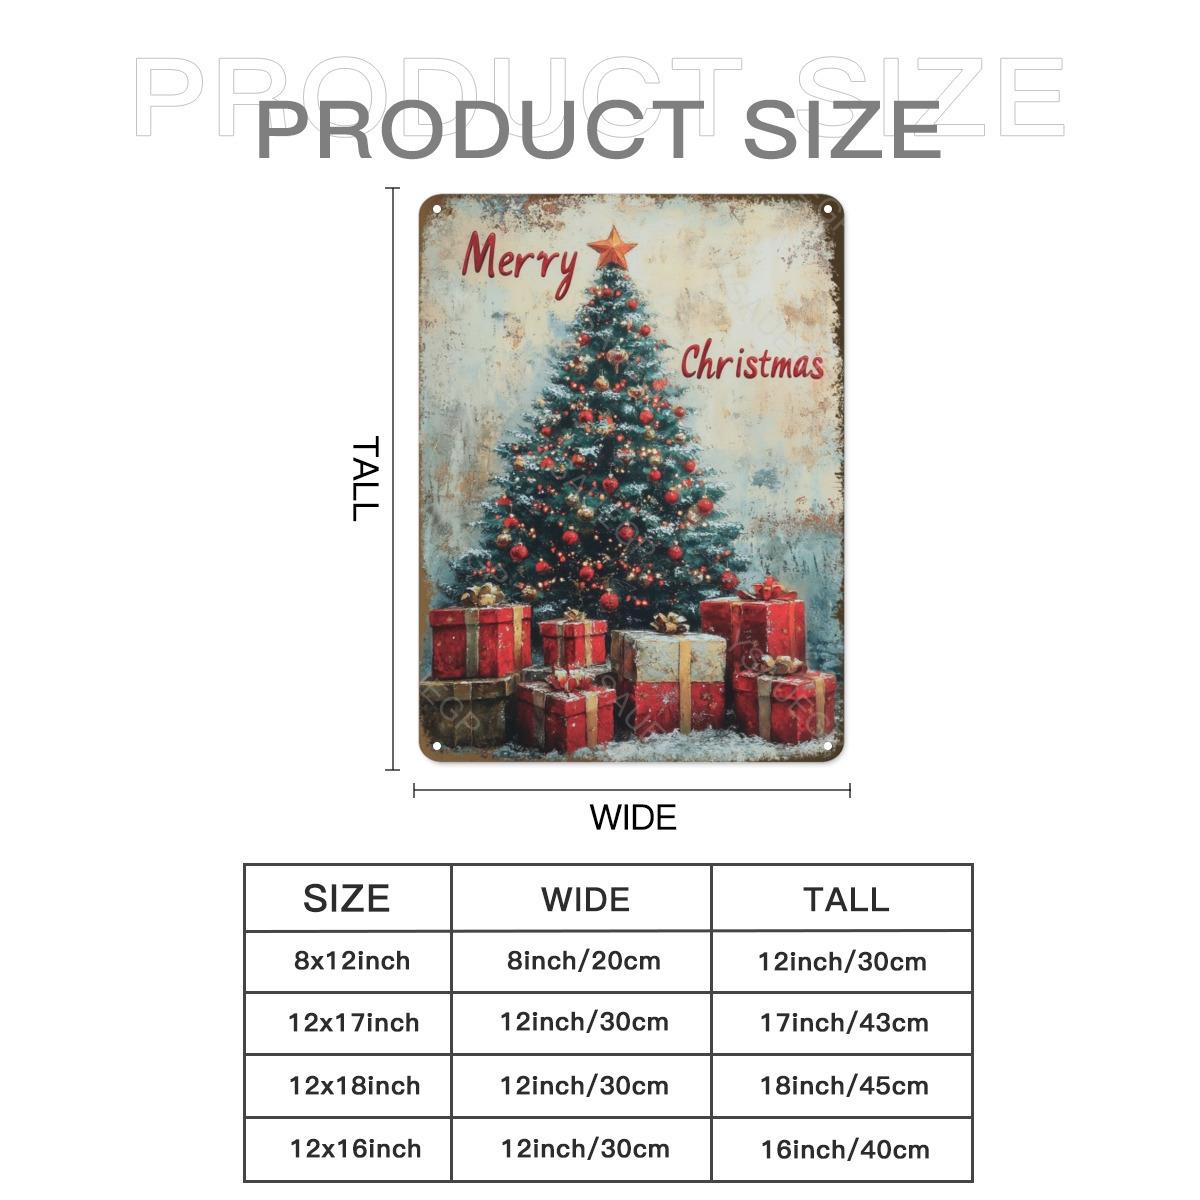 PRODUCT SIZE
PRODUCT SIZE
Merry
Christmas
TALL
WIDE
SIZE WIDE TALL
8x12inch 8inch/20cm 12inch/30cm
12x17inch 12inch/30cm 17inch/43cm
12x18inch 12inch/30cm 18inch/45cm
12x16inch 12inch/30cm 16inch/40cm